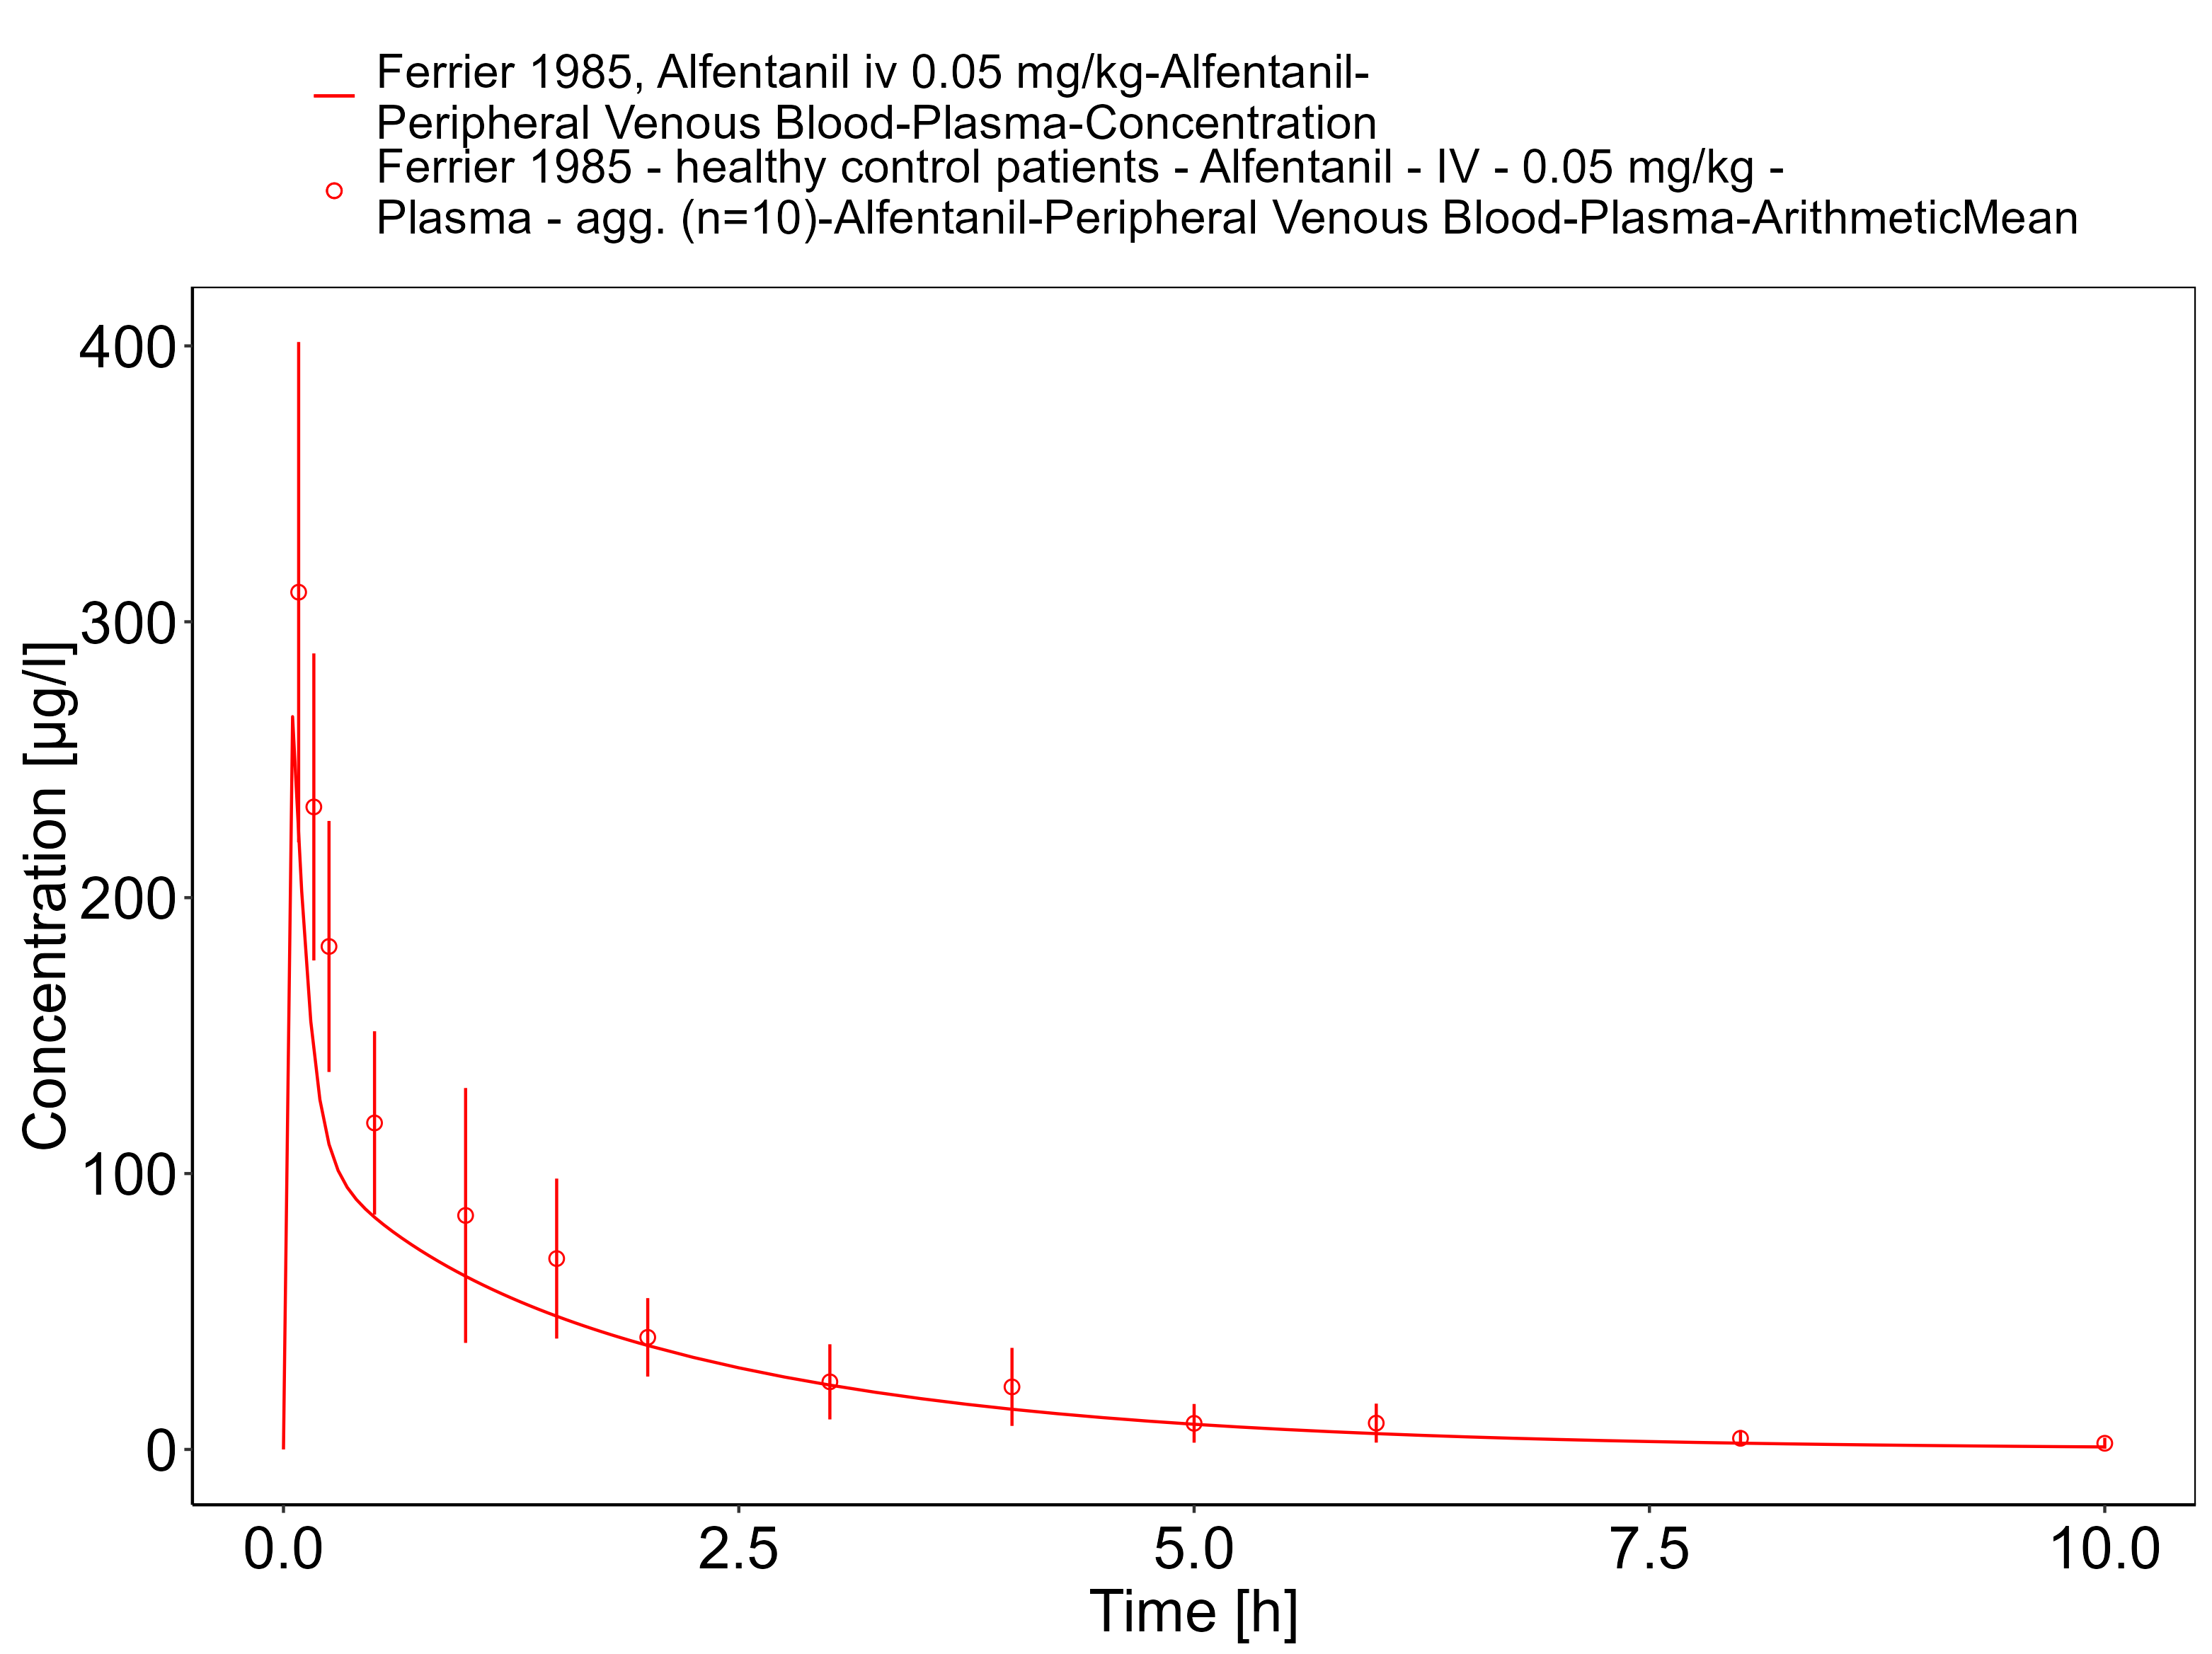 Ferrier 1985, Alfentanil iv 0.05 mg/kg-Alfentanil-
Peripheral Venous Blood-Plasma-Concentration
Ferrier 1985 - healthy control patients - Alfentanil - IV - 0.05 mg/kg -
Plasma - agg. (n=10)-Alfentanil-Peripheral Venous Blood-Plasma-ArithmeticMean
400
300
200
100
0
Concentration [µg/l]
0.0 2.5 5.0 7.5 10.0
Time [h]